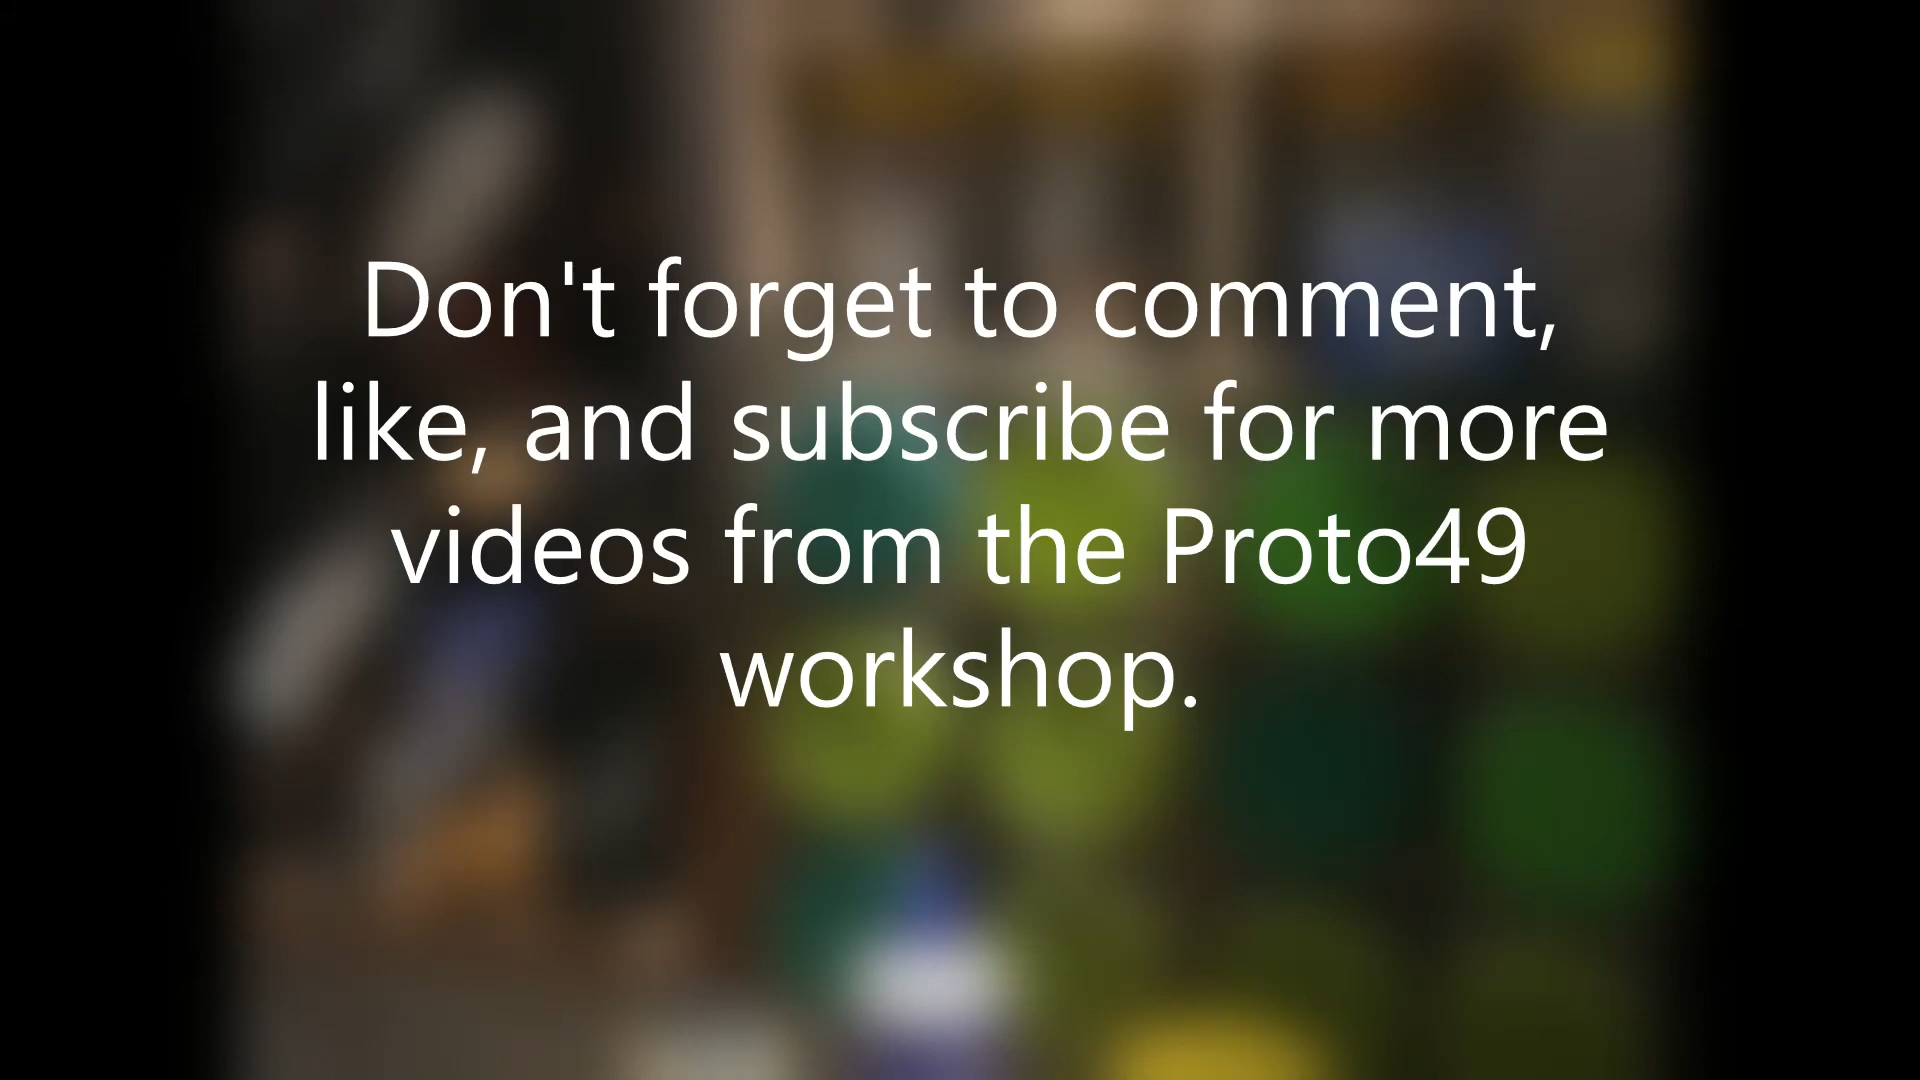 Don't forget to comment,
like, and subscribe for more
videos from the Proto49
workshop.